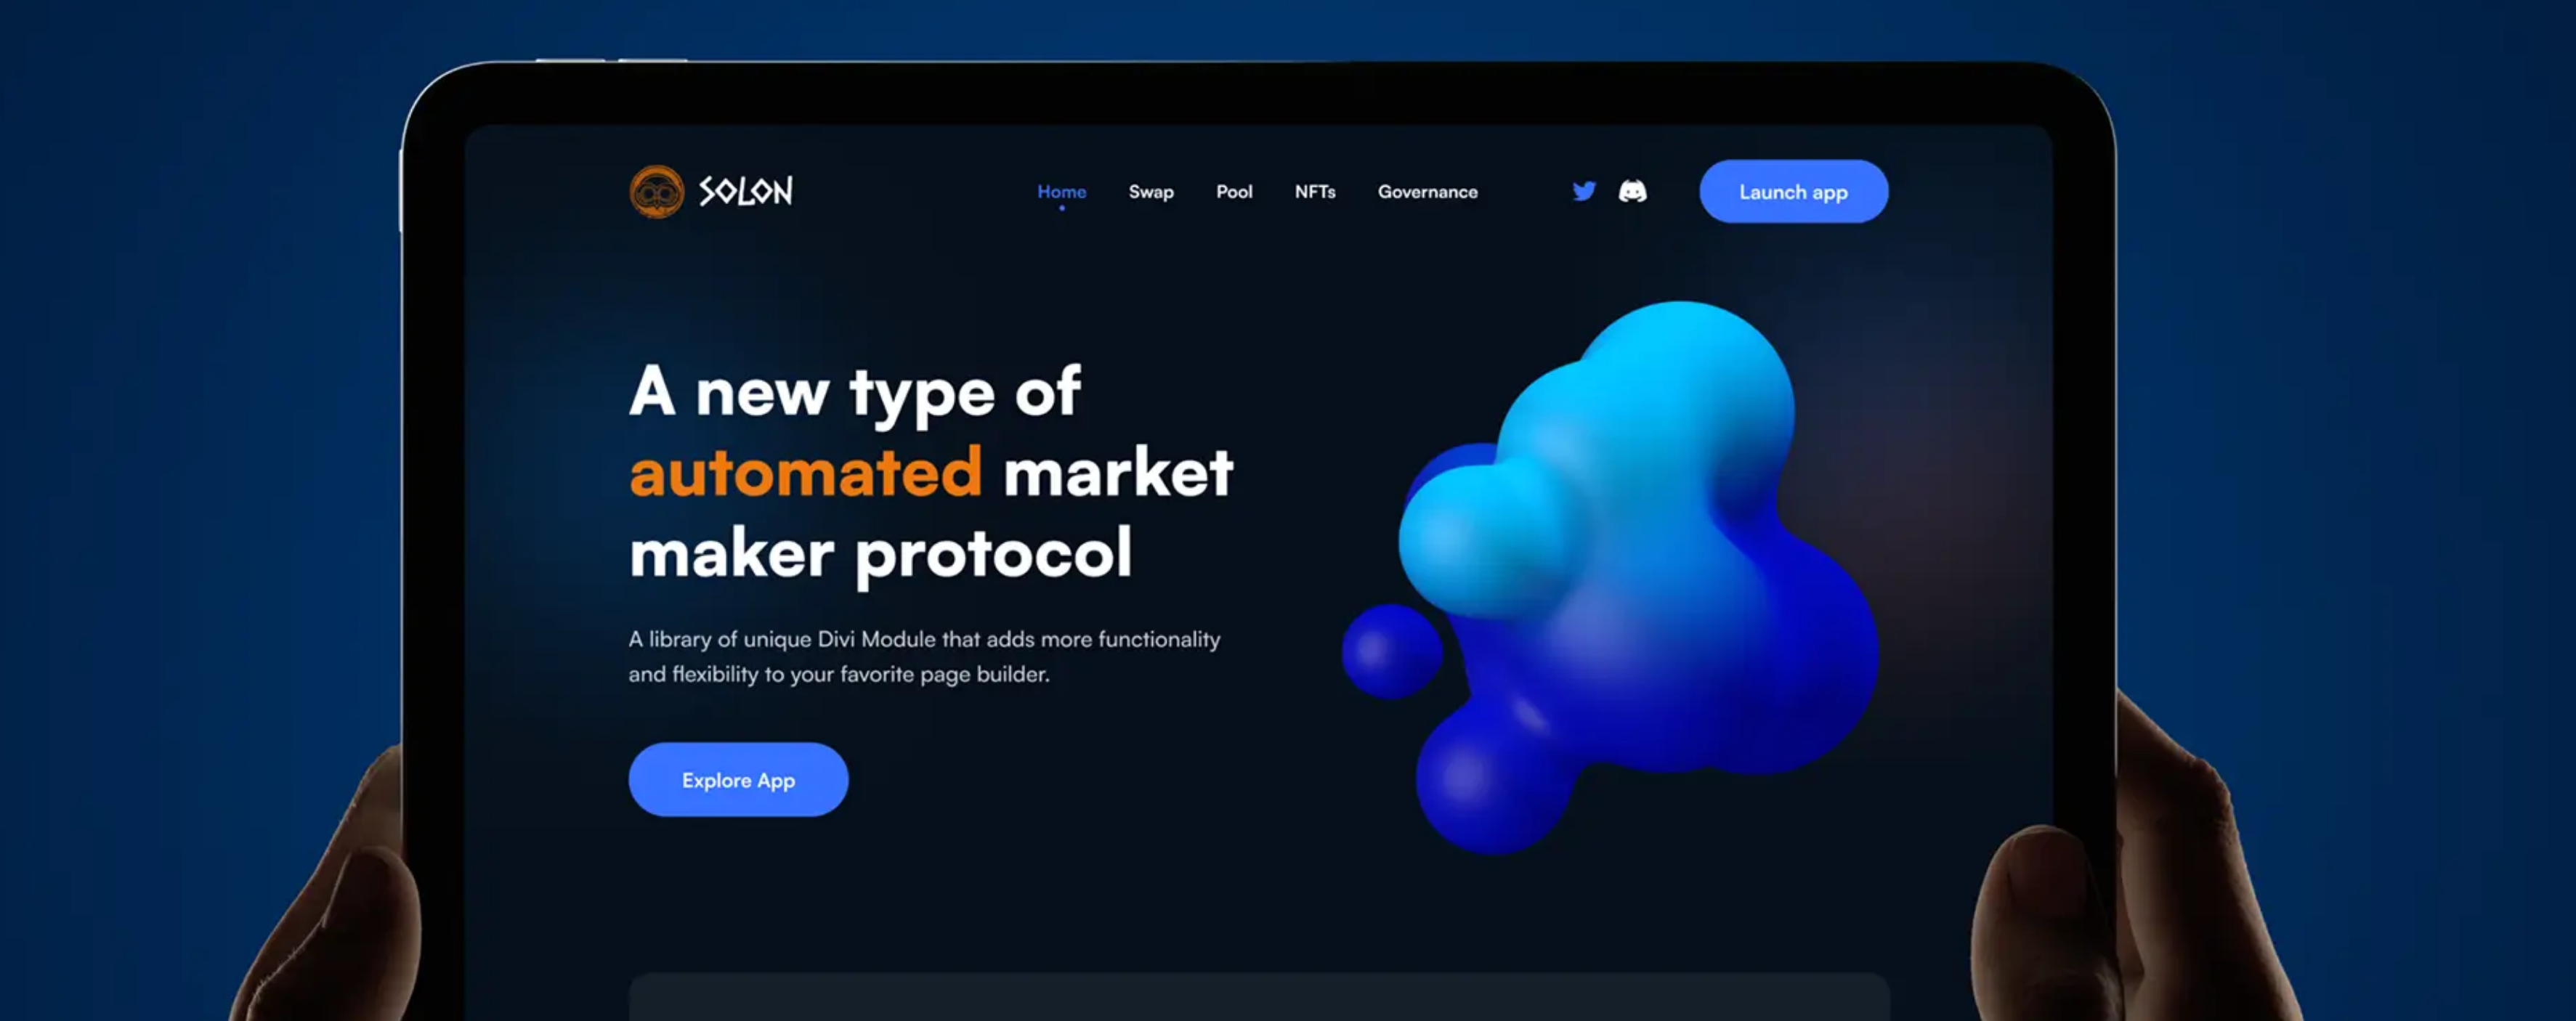 SOLON
Home Swap Pool NFTs Governance
Launch app
A new type of
automated market
maker protocol
A library of unique Divi Module that adds more functionality
and flexibility to your favorite page builder.
Explore App